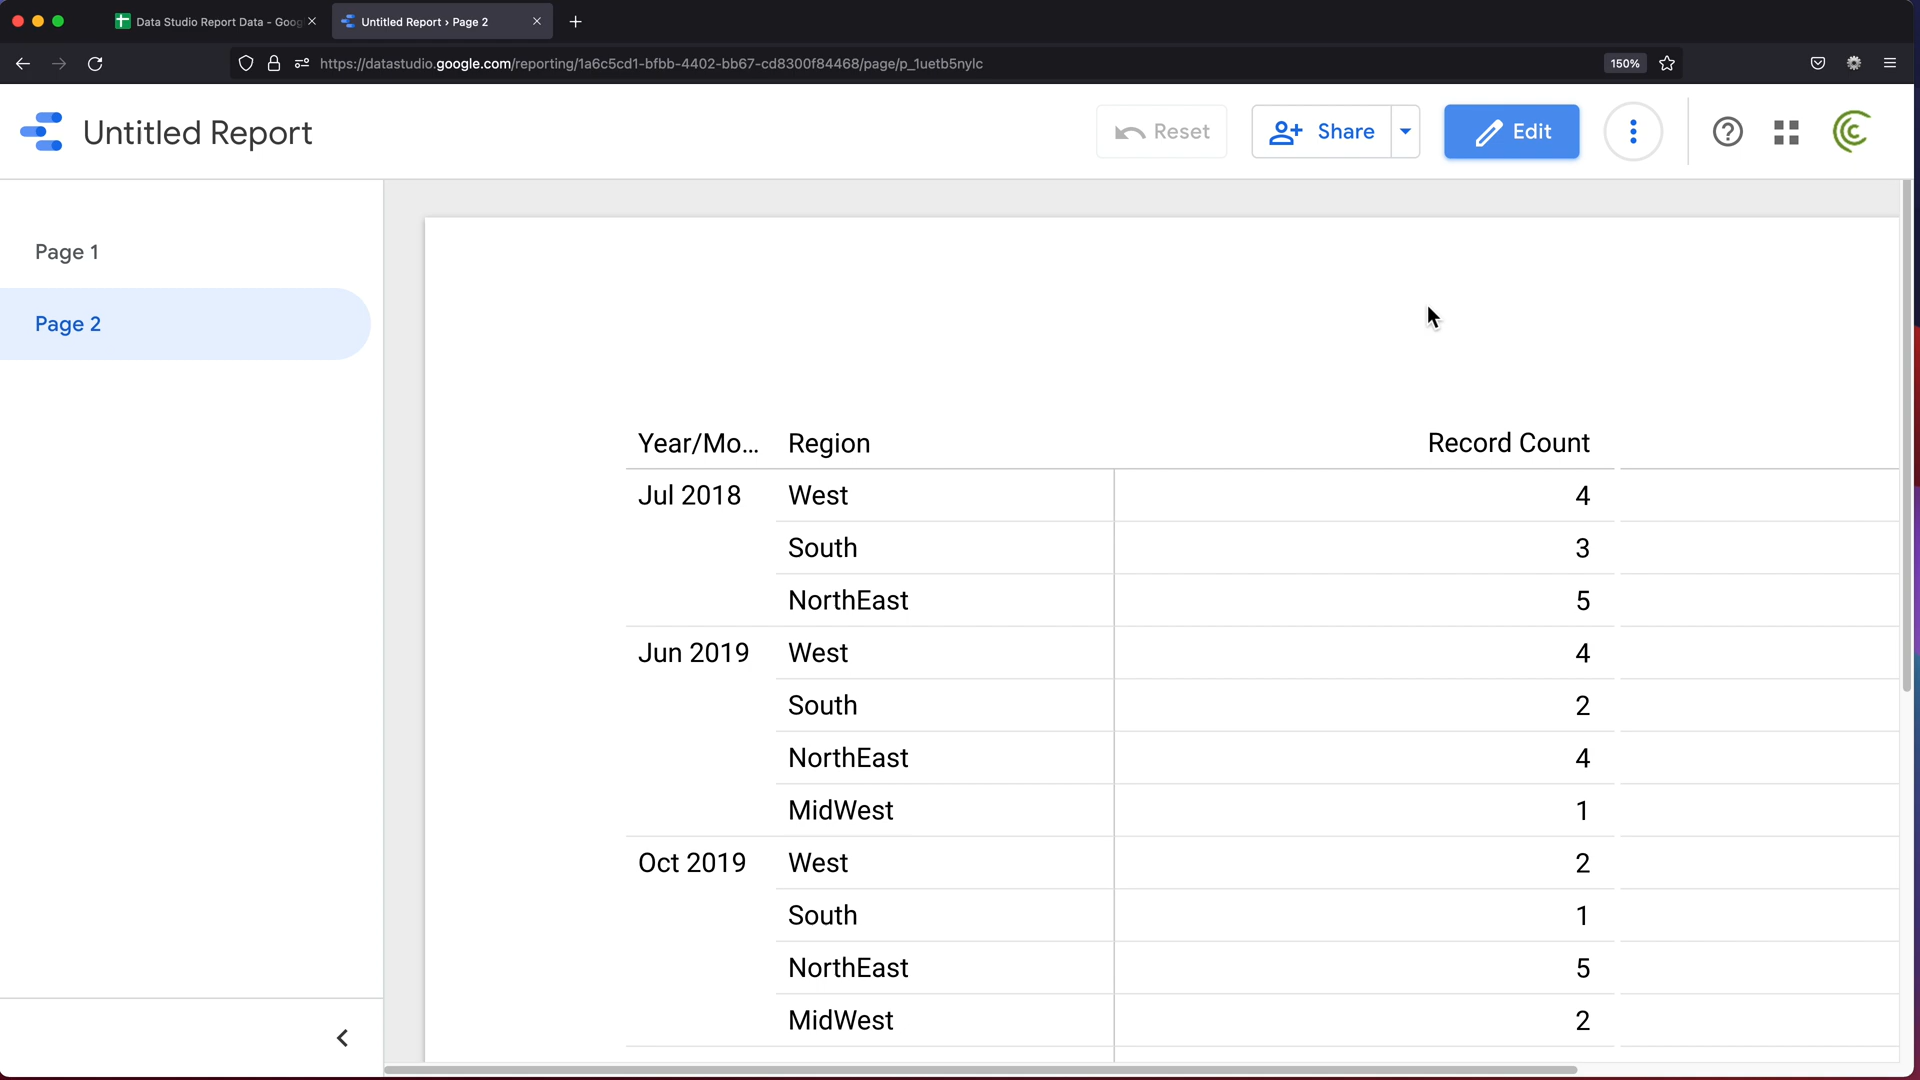 Data Studio Report Data - Goog
Untitled Report › Page 2
https://datastudio.google.com/reporting/1a6c5cd1-bfbb-4402-bb67-cd8300f84468/page/p_1uetb5nylc
150%
Untitled Report
Reset
Share
Edit
Page 1
Page 2
Year/Mo... Region Record Count
Jul 2018 West 4
South 3
NorthEast 5
Jun 2019 West 4
South 2
NorthEast 4
MidWest 1
Oct 2019 West 2
South 1
NorthEast 5
MidWest 2